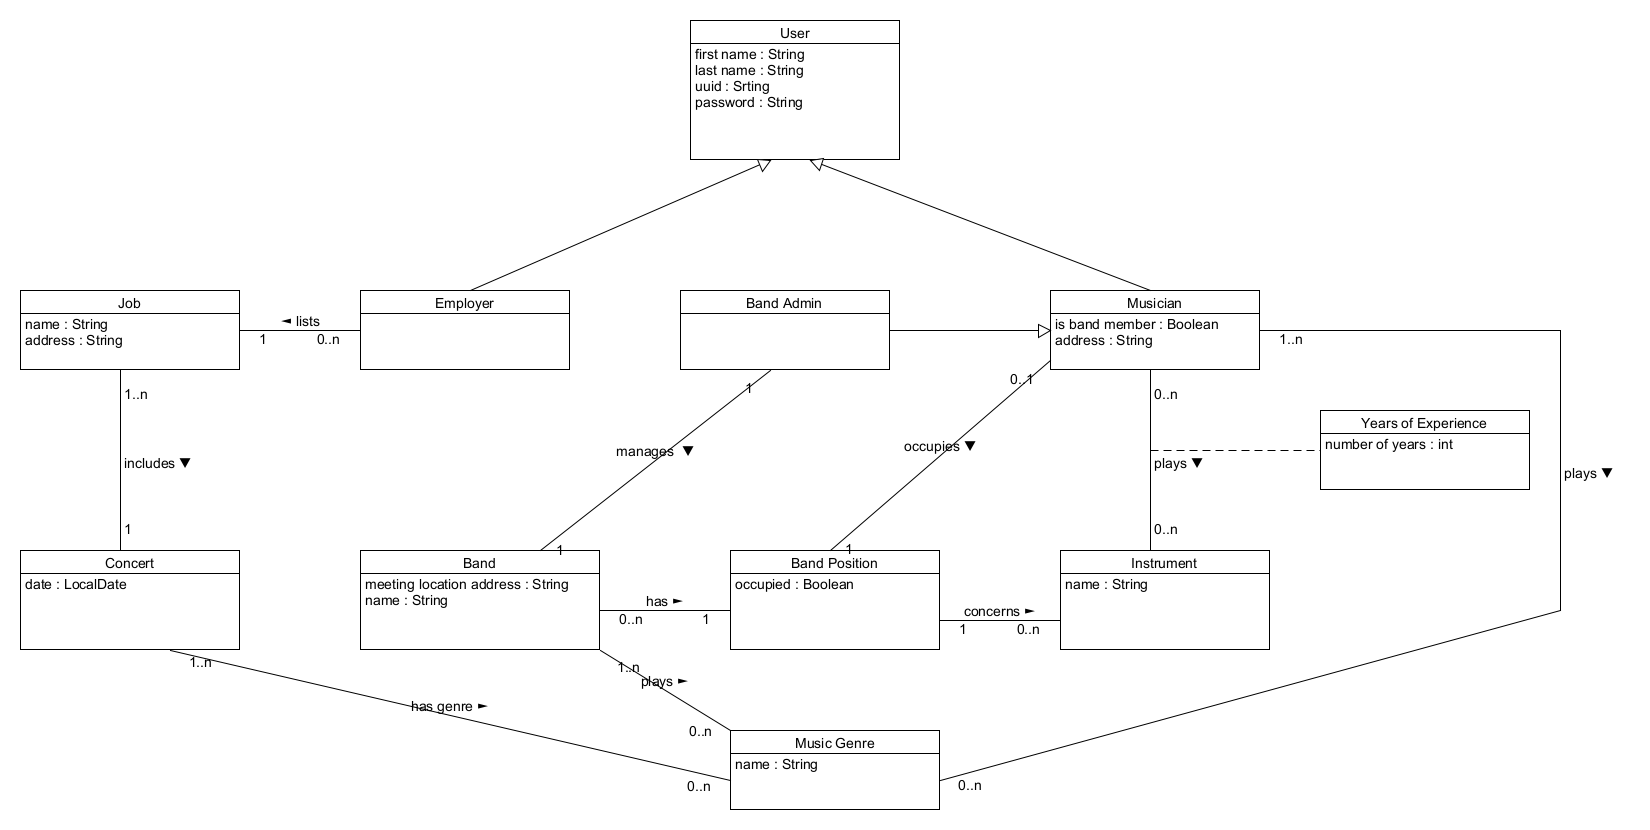 User
first name : String
last name : String
uuid : Srting
password : String
Job
name : String
address : String
◄ lists
1
0..n
Employer
Band Admin
Musician
is band member : Boolean
address : String
1..n
1..n
includes ▼
1
1
manages ▼
1
0..1
occupies ▼
1
0..n
plays ▼
0..n
Years of Experience
number of years : int
plays ▼
Concert
date : LocalDate
Band
meeting location address : String
name : String
has ►
0..n
1
Band Position
occupied : Boolean
concerns ►
1
0..n
Instrument
name : String
1..n
has genre ►
0..n
1..n
plays ►
0..n
Music Genre
name : String
0..n